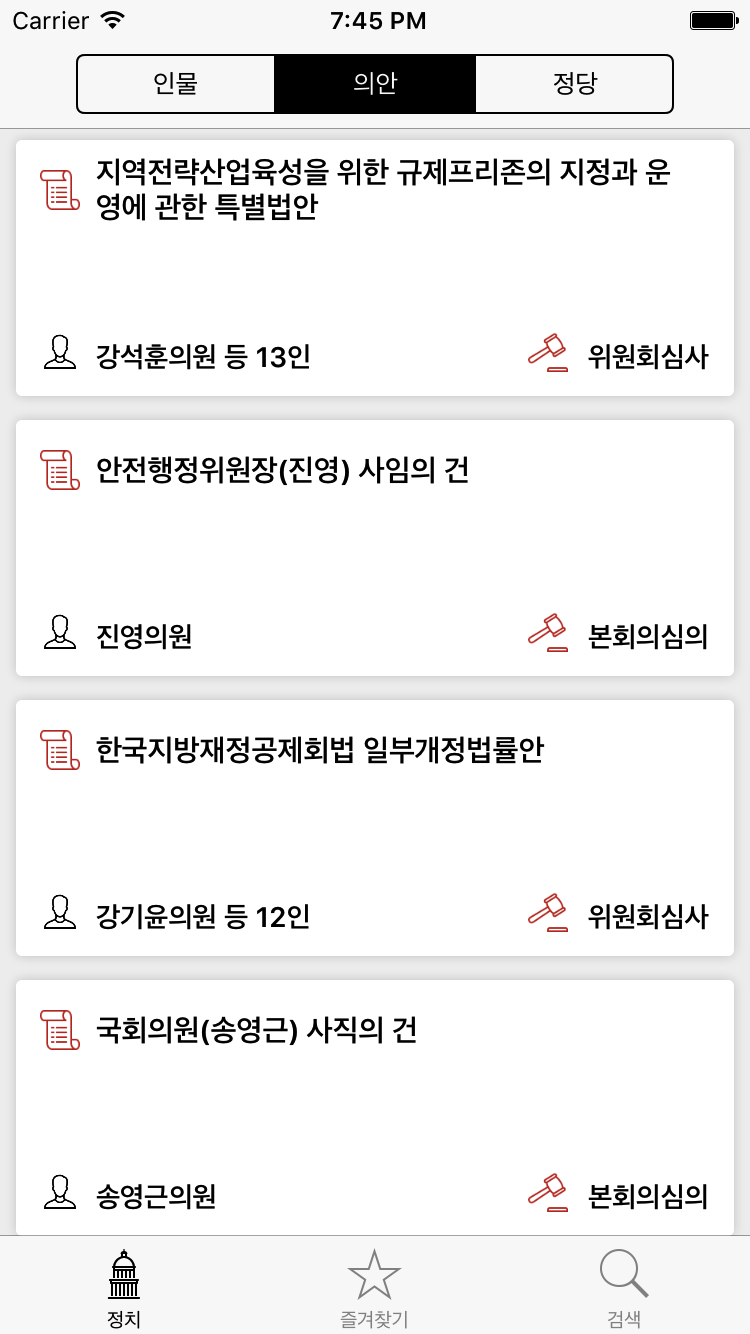 Carrier 7:45 PM
인물 의안 정당
지역전략산업육성을 위한 규제프리존의 지정과 운
영에 관한 특별법안
강석훈의원 등 13인 위원회심사
안전행정위원장(진영) 사임의 건
진영의원 본회의심의
한국지방재정공제회법 일부개정법률안
강기윤의원 등 12인 위원회심사
국회의원(송영근) 사직의 건
송영근의원 본회의심의
정치 즐겨찾기 검색